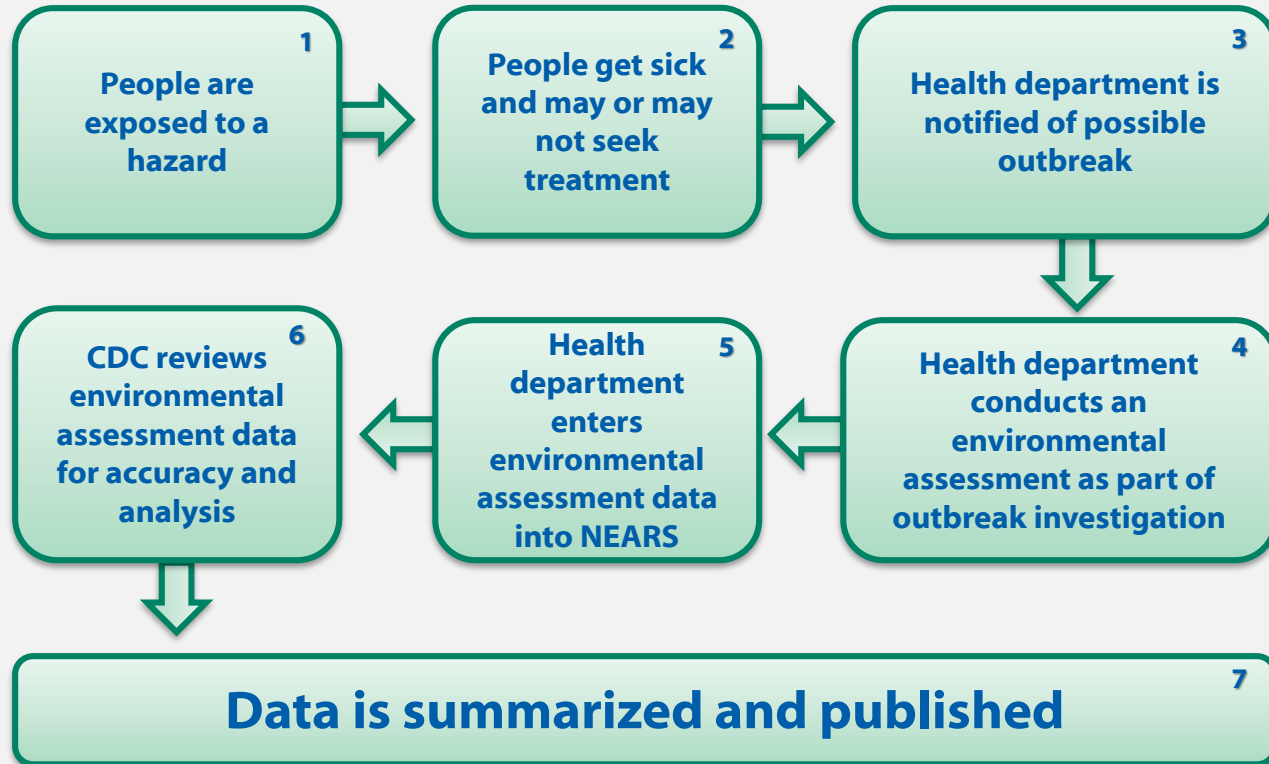 1
People are
exposed to a
hazard
2
People get sick
and may or may
not seek
treatment
3
Health department is
notified of possible
outbreak
4
Health department
conducts an
environmental
assessment as part of
outbreak investigation
5
Health
department
enters
environmental
assessment data
into NEARS
6
CDC reviews
environmental
assessment data
for accuracy and
analysis
7
Data is summarized and published